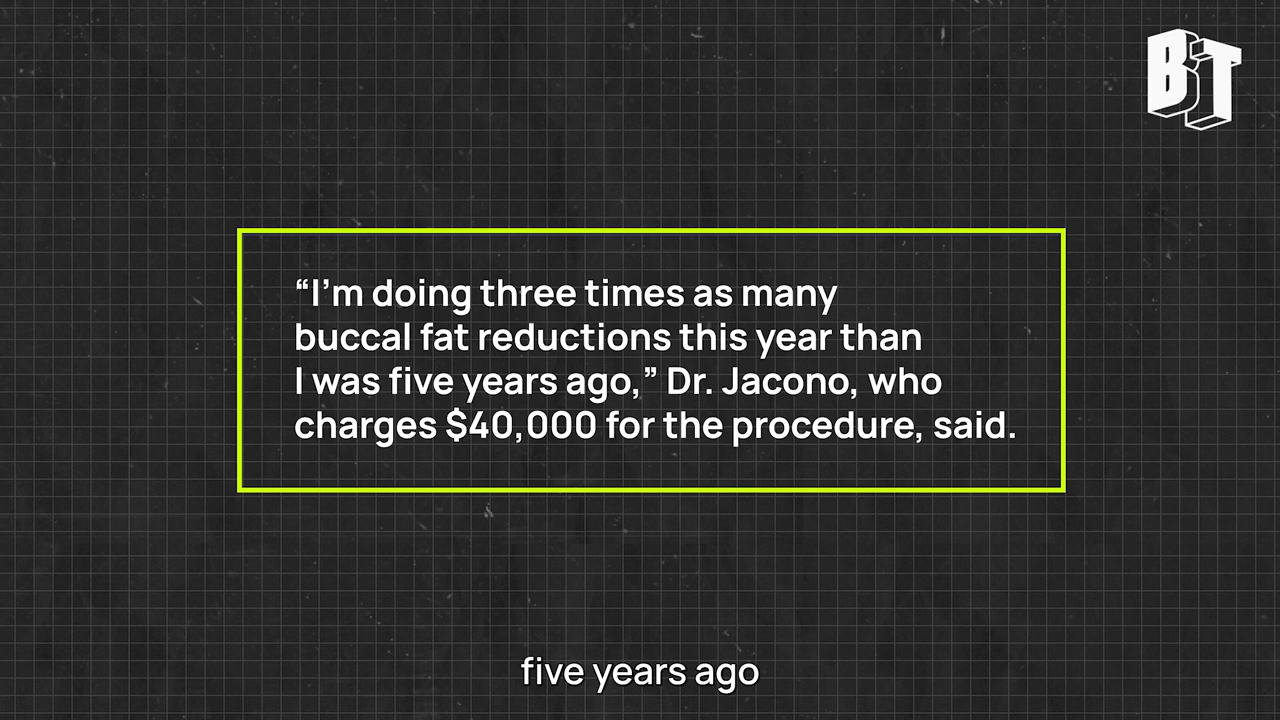 BT
“I’m doing three times as many
buccal fat reductions this year than
I was five years ago,” Dr. Jacono, who
charges $40,000 for the procedure, said.
five years ago